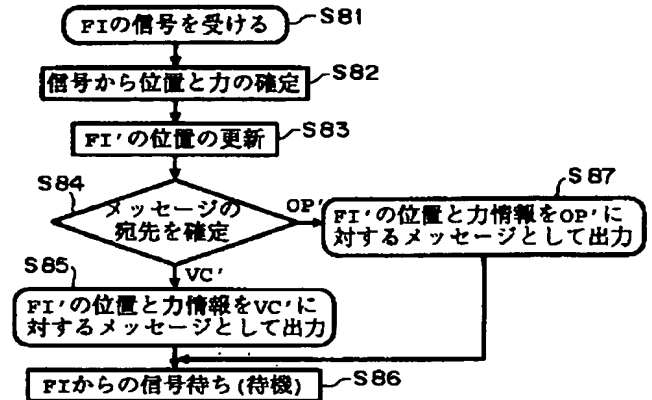 FIの信号を受ける
S81
信号から位置と力の確定
S82
FI'の位置の更新
S83
S84
メッセージの
宛先を確定
OP'
S87
FI'の位置と力情報をOP'に
対するメッセージとして出力
VC'
S85
FI'の位置と力情報をVC'に
対するメッセージとして出力
FIからの信号待ち(待機)
S86